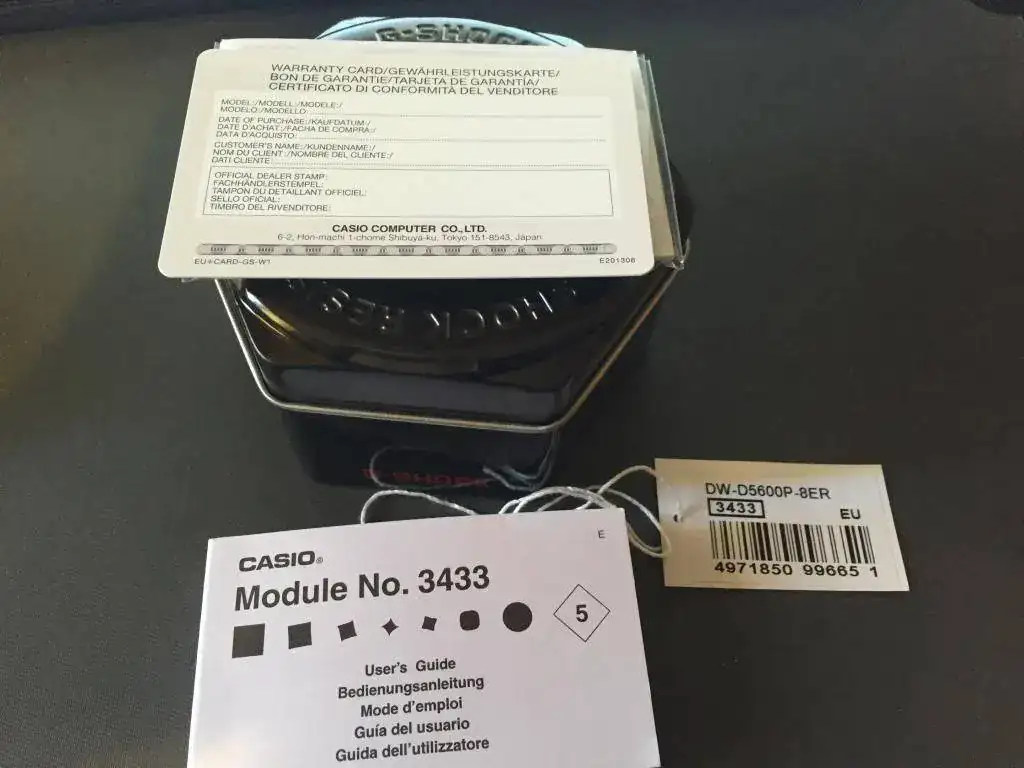 G-SHOCK
WARRANTY CARD/GEWÄHRLEISTUNGSKARTE/
BON DE GARANTIE/TARJETA DE GARANTÍA/
CERTIFICATO DI CONFORMITÀ DEL VENDITORE
MODEL:/MODELL:/MODELE:/
MODELO:/MODELLO:
DATE OF PURCHASE:/KAUFDATUM:/
DATE D'ACHAT:/FACHA DE COMPRA:/
DATA D'ACQUISTO:
CUSTOMER'S NAME:/KUNDENNAME:/
NOM DU CLIENT:/NOMBRE DEL CLIENTE:/
DATI CLIENTE:
OFFICIAL DEALER STAMP:
FACHHÄNDLERSTEMPEL:
TAMPON DU DETAILLANT OFFICIEL:
SELLO OFICIAL:
TIMBRO DEL RIVENDITORE:
CASIO COMPUTER CO.,LTD.
6-2, Hon-machi 1-chome Shibuya-ku, Tokyo 151-8543, Japan
EU+CARD-GS-W1
E201308
HOCK RES
G-SHOCK
DW-D5600P-8ER
3433
EU
4971850 99665 1
E
CASIO®
Module No. 3433
5
User's Guide
Bedienungsanleitung
Mode d'emploi
Guía del usuario
Guida dell'utilizzatore